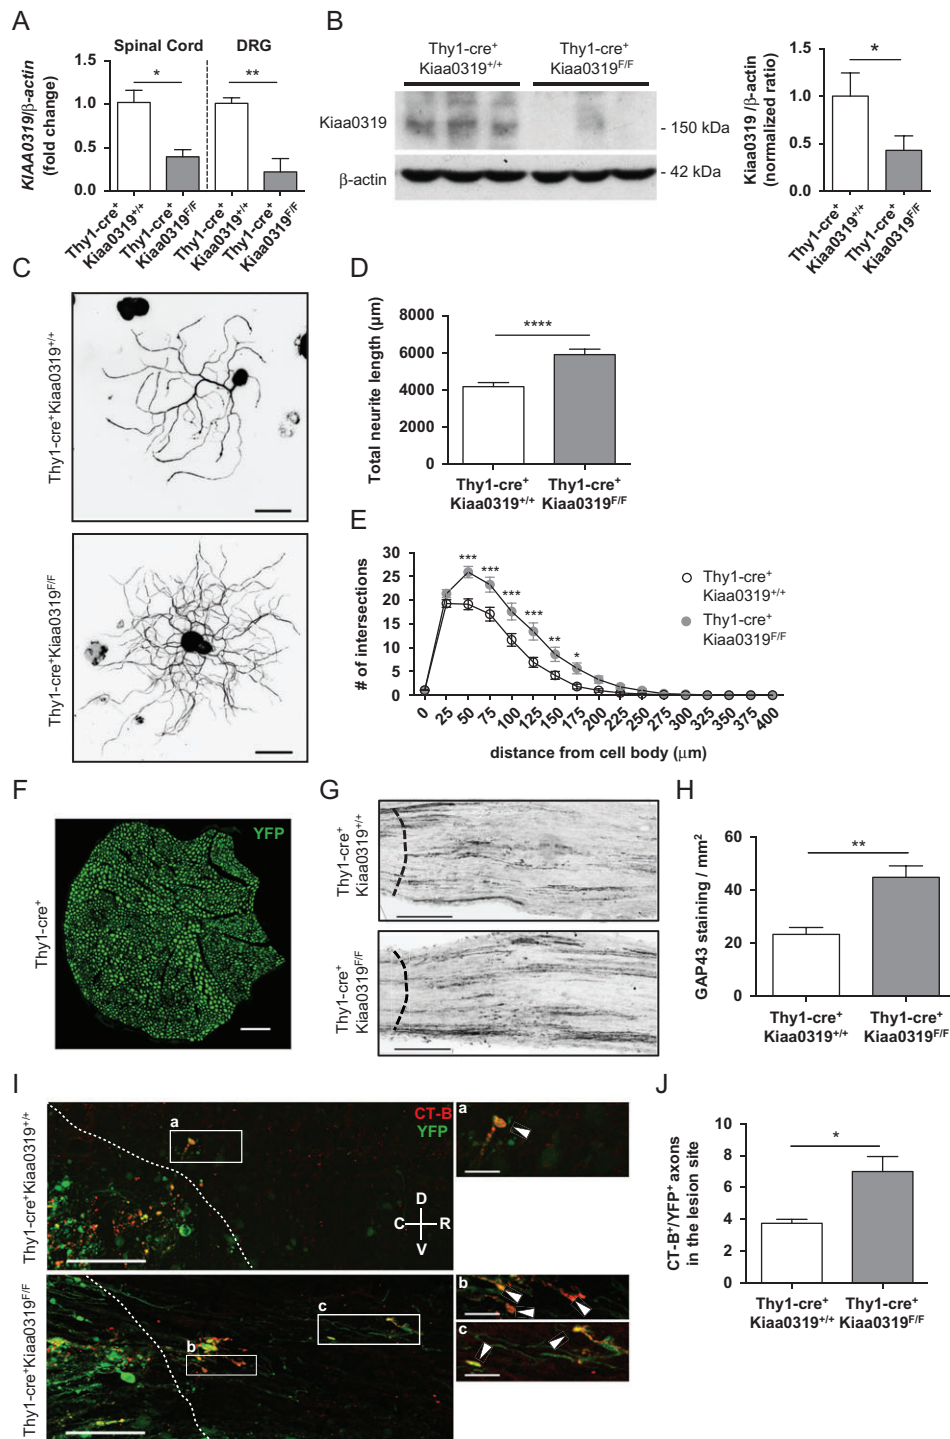 A
Spinal Cord DRG
KIAA0319/β-actin
(fold change)
1.5
1.0
0.5
0.0
* **
Thy1-cre⁺
Kiaa0319⁺/⁺
Thy1-cre⁺
Kiaa0319F/F
Thy1-cre⁺
Kiaa0319⁺/⁺
Thy1-cre⁺
Kiaa0319F/F
B
Thy1-cre⁺
Kiaa0319⁺/⁺
Thy1-cre⁺
Kiaa0319F/F
Kiaa0319
- 150 kDa
β-actin
- 42 kDa
Kiaa0319 /β-actin
(normalized ratio)
1.5
1.0
0.5
0.0
*
Thy1-cre⁺
Kiaa0319⁺/⁺
Thy1-cre⁺
Kiaa0319F/F
C
Thy1-cre⁺Kiaa0319⁺/⁺
Thy1-cre⁺Kiaa0319F/F
D
Total neurite length (µm)
8000
6000
4000
2000
0
****
Thy1-cre⁺
Kiaa0319⁺/⁺
Thy1-cre⁺
Kiaa0319F/F
E
# of intersections
30
25
20
15
10
5
0
*** *** *** *** ** *
0 25 50 75 100 125 150 175 200 225 250 275 300 325 350 375 400
distance from cell body (µm)
Thy1-cre⁺
Kiaa0319⁺/⁺
Thy1-cre⁺
Kiaa0319F/F
F
Thy1-cre⁺
YFP
G
Thy1-cre⁺
Kiaa0319⁺/⁺
Thy1-cre⁺
Kiaa0319F/F
H
GAP43 staining / mm²
60
40
20
0
**
Thy1-cre⁺
Kiaa0319⁺/⁺
Thy1-cre⁺
Kiaa0319F/F
I
Thy1-cre⁺Kiaa0319⁺/⁺
a
CT-B
YFP
D
C R
V
a
Thy1-cre⁺Kiaa0319F/F
b
c
b
c
J
CT-B⁺/YFP⁺ axons
in the lesion site
8
6
4
2
0
*
Thy1-cre⁺
Kiaa0319⁺/⁺
Thy1-cre⁺
Kiaa0319F/F